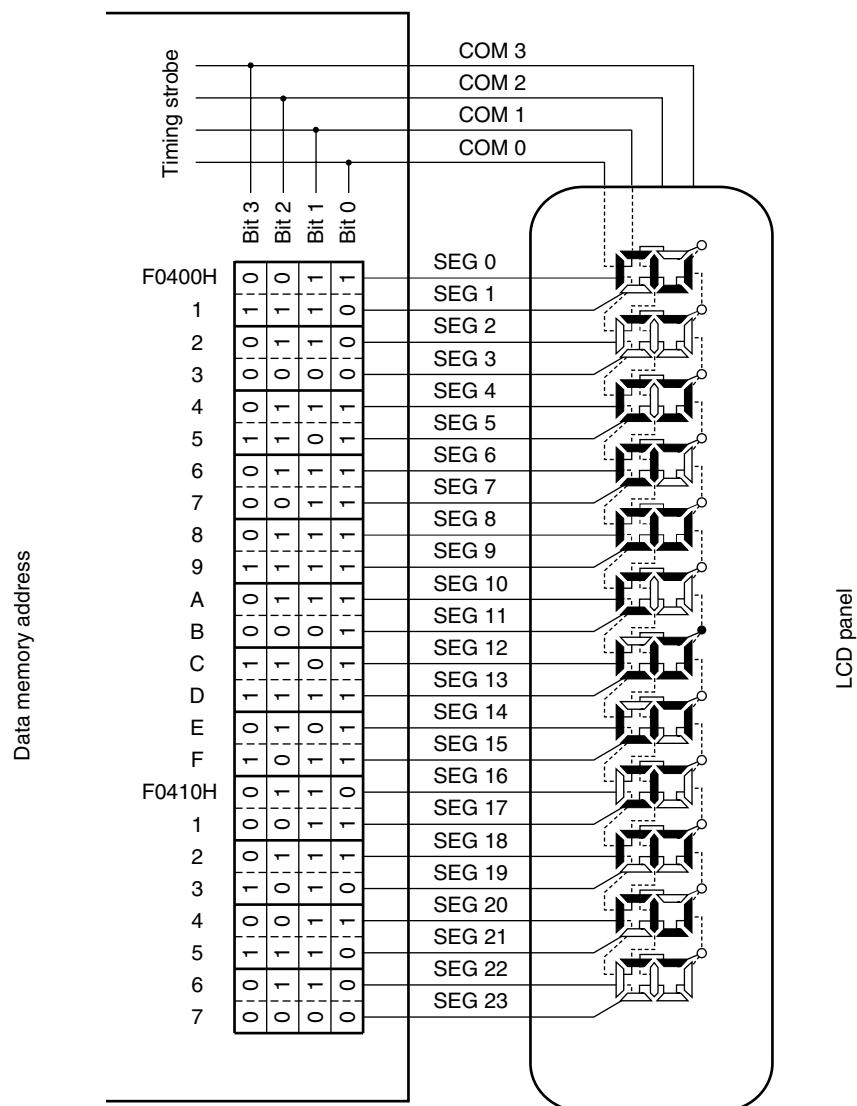 COM 3
COM 2
COM 1
COM 0
Timing strobe
Bit 3
Bit 2
Bit 1
Bit 0
F0400H 0 0 1 1 SEG 0
1 1 1 1 0 SEG 1
2 0 1 1 0 SEG 2
3 0 0 0 0 SEG 3
4 0 1 1 1 SEG 4
5 1 1 0 1 SEG 5
6 0 1 1 1 SEG 6
7 0 0 1 1 SEG 7
8 0 1 1 1 SEG 8
9 1 1 1 1 SEG 9
A 0 1 1 1 SEG 10
B 0 0 0 1 SEG 11
C 1 1 0 1 SEG 12
D 1 1 1 1 SEG 13
E 0 1 0 1 SEG 14
F 1 0 1 1 SEG 15
F0410H 0 1 1 0 SEG 16
1 0 0 1 1 SEG 17
2 0 1 1 1 SEG 18
3 1 0 1 0 SEG 19
4 0 0 1 1 SEG 20
5 1 1 1 0 SEG 21
6 0 1 1 0 SEG 22
7 0 0 0 0 SEG 23
Data memory address
LCD panel